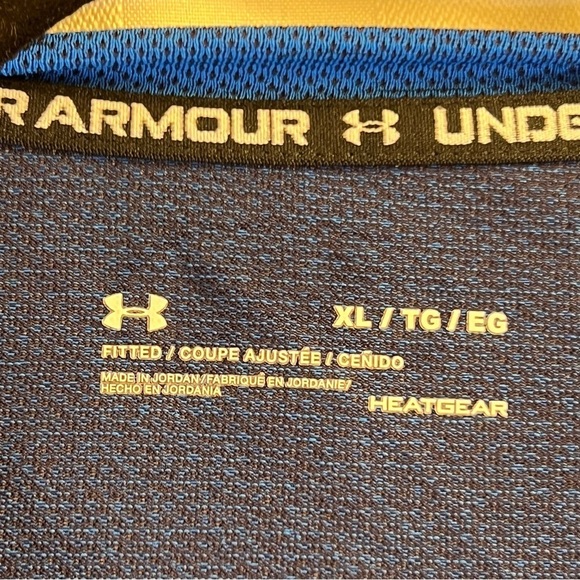 R ARMOUR UNDE
XL / TG / EG
FITTED / COUPE AJUSTÉE / CEÑIDO
MADE IN JORDAN/FABRIQUÉ EN JORDANIE/
HECHO EN JORDANIA
HEATGEAR